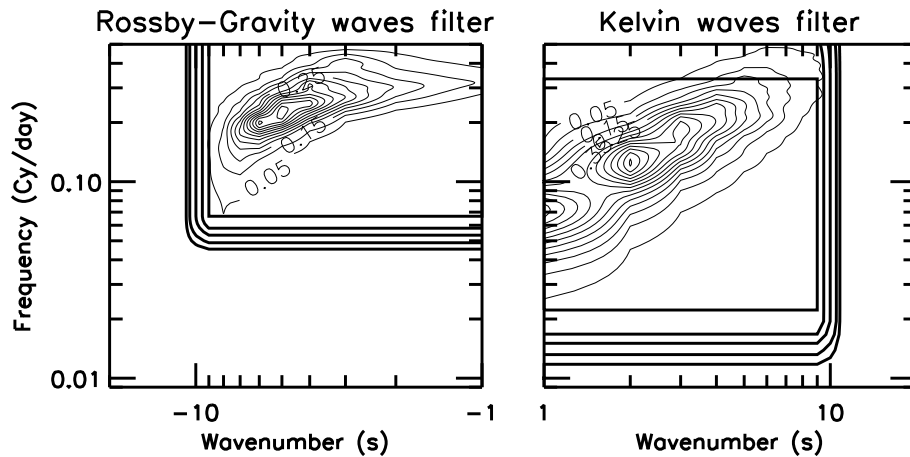 Rossby-Gravity waves filter
Kelvin waves filter
Frequency (Cy/day)
0.10
0.01
0.25
0.15
0.05
-10
-1
Wavenumber (s)
0.05
0.15
1
10
Wavenumber (s)